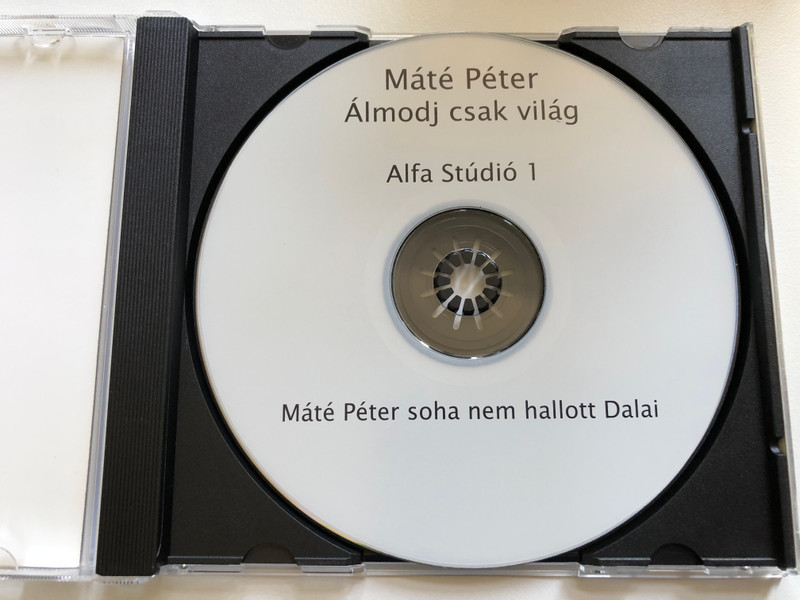 Máté Péter
Álmodj csak világ
Alfa Stúdió 1
Máté Péter soha nem hallott Dalai